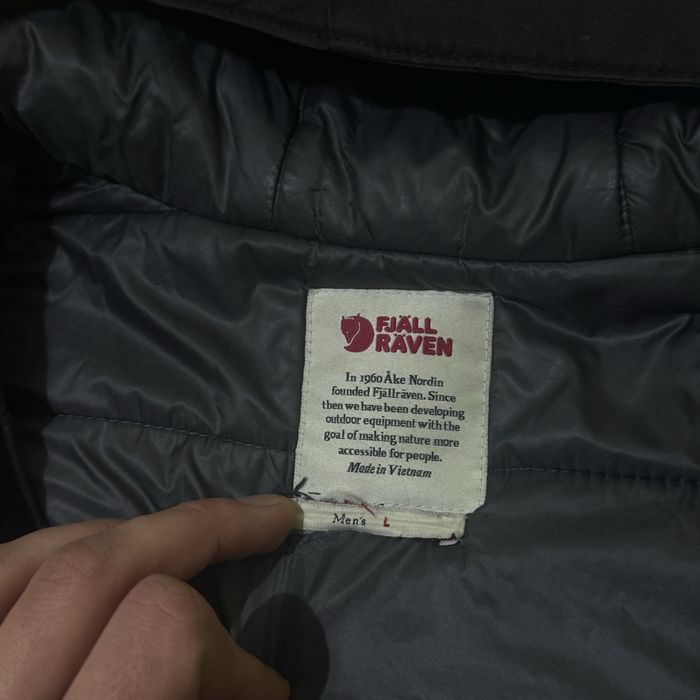 FJÄLL
RÄVEN
In 1960 Åke Nordin
founded Fjällräven. Since
then we have been developing
outdoor equipment with the
goal of making nature more
accessible for people.
Made in Vietnam
Men's L